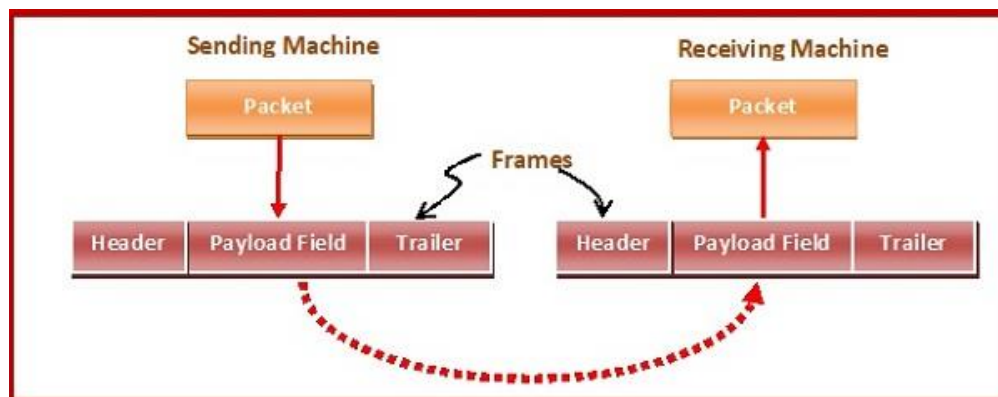 Sending Machine
Receiving Machine
Packet
Packet
Frames
Header Payload Field Trailer
Header Payload Field Trailer